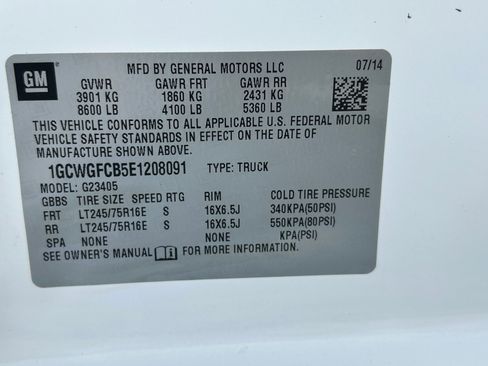 GM
MFD BY GENERAL MOTORS LLC 07/14
GVWR GAWR FRT GAWR RR
3901 KG 1860 KG 2431 KG
8600 LB 4100 LB 5360 LB
THIS VEHICLE CONFORMS TO ALL APPLICABLE U.S. FEDERAL MOTOR
VEHICLE SAFETY STANDARDS IN EFFECT ON THE DATE OF
MANUFACTURE SHOWN ABOVE.
1GCWGFCB5E1208091 TYPE: TRUCK
MODEL: G23405
GBBS TIRE SIZE SPEED RTG RIM COLD TIRE PRESSURE
FRT LT245/75R16E S 16X6.5J 340KPA(50PSI)
RR LT245/75R16E S 16X6.5J 550KPA(80PSI)
SPA NONE NONE KPA(PSI)
SEE OWNER'S MANUAL FOR MORE INFORMATION.